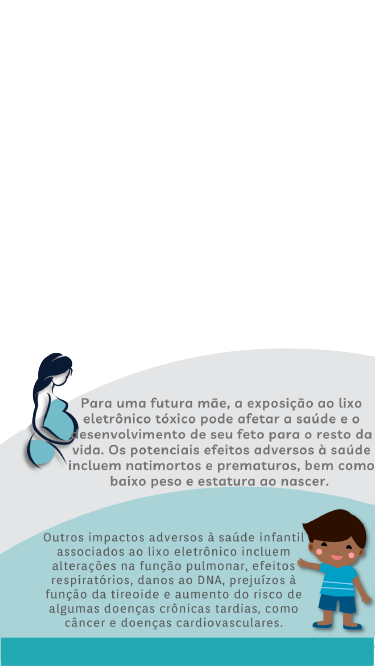 Para uma futura mãe, a exposição ao lixo
eletrônico tóxico pode afetar a saúde e o
desenvolvimento de seu feto para o resto da
vida. Os potenciais efeitos adversos à saúde
incluem natimortos e prematuros, bem como
baixo peso e estatura ao nascer.
Outros impactos adversos à saúde infantil
associados ao lixo eletrônico incluem
alterações na função pulmonar, efeitos
respiratórios, danos ao DNA, prejuízos à
função da tireoide e aumento do risco de
algumas doenças crônicas tardias, como
câncer e doenças cardiovasculares.